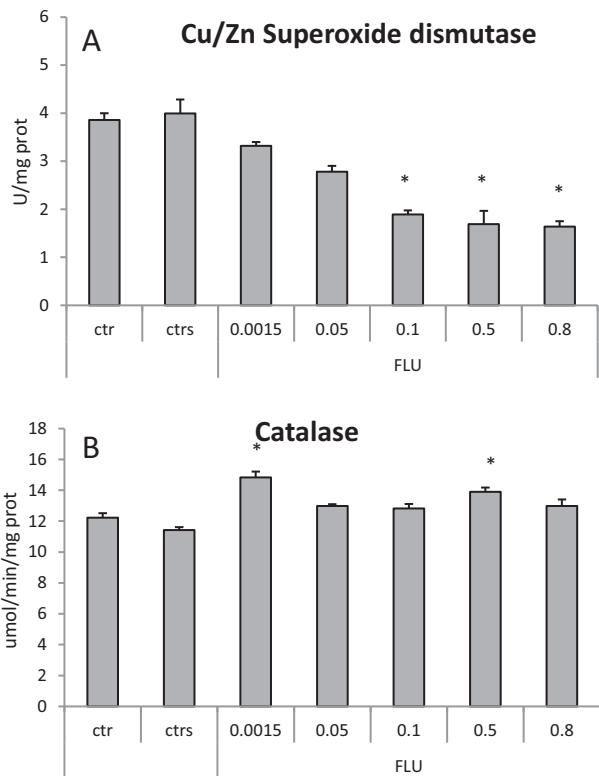 A
Cu/Zn Superoxide dismutase
6
5
4
3
2
1
0
U/mg prot
* * *
ctr ctrs 0.0015 0.05 0.1 0.5 0.8
FLU
B
Catalase
18
16
14
12
10
8
6
4
2
0
umol/min/mg prot
* *
ctr ctrs 0.0015 0.05 0.1 0.5 0.8
FLU